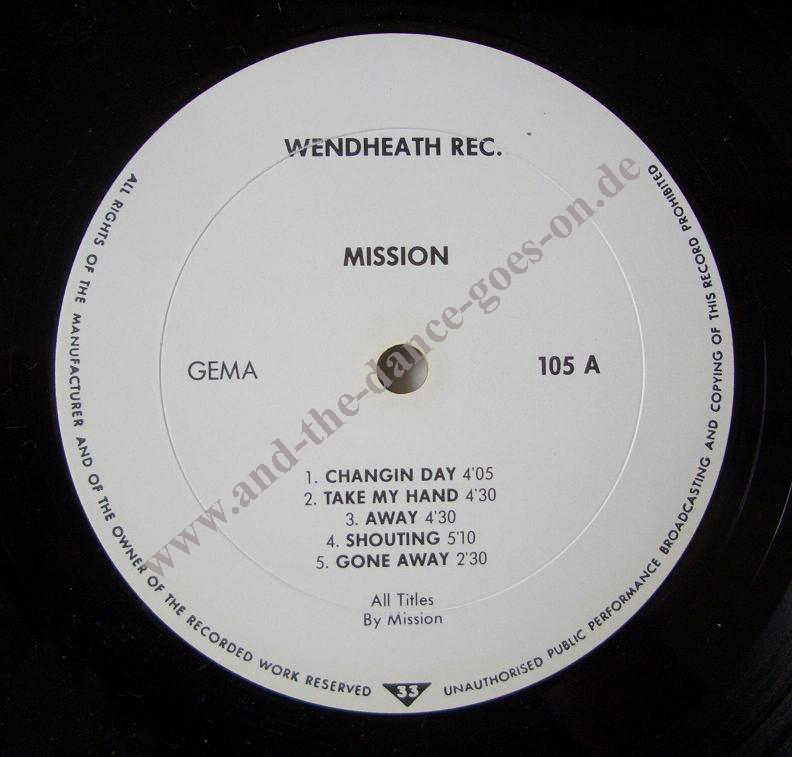 WENDHEATH REC.
MISSION
GEMA
105 A
1. CHANGIN DAY 4'05
2. TAKE MY HAND 4'30
3. AWAY 4'30
4. SHOUTING 5'10
5. GONE AWAY 2'30
All Titles
By Mission
ALL RIGHTS OF THE MANUFACTURER AND OF THE OWNER OF THE RECORDED WORK RESERVED
33
UNAUTHORISED PUBLIC PERFORMANCE BROADCASTING AND COPYING OF THIS RECORD PROHIBITED
www.and-the-dance-goes-on.de